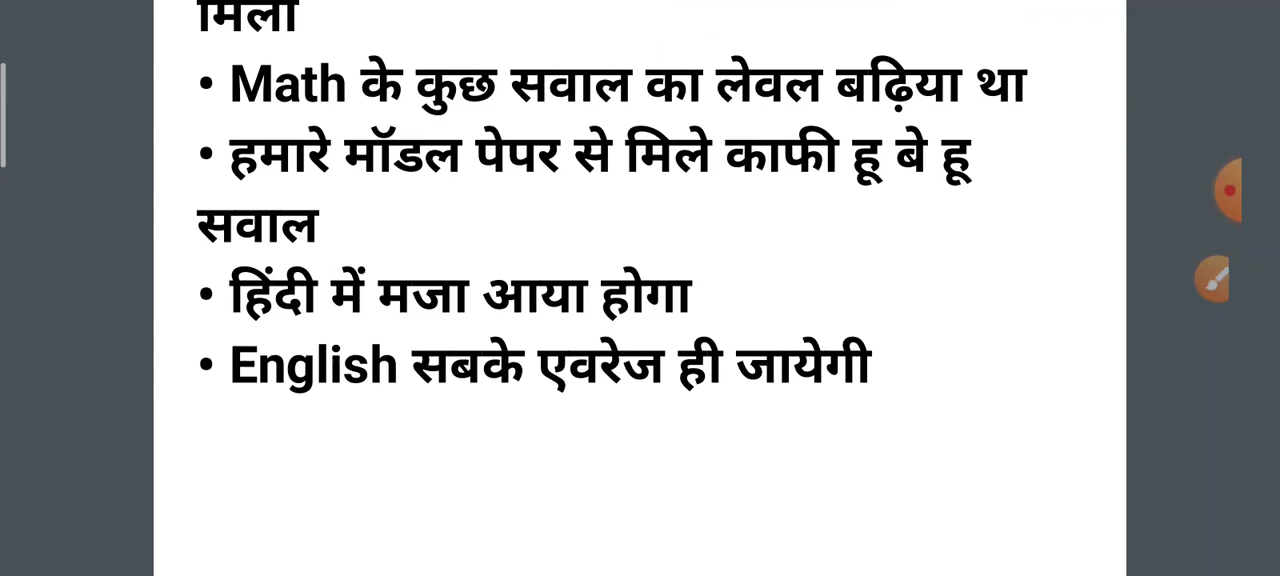 मिला
• Math के कुछ सवाल का लेवल बढ़िया था
• हमारे मॉडल पेपर से मिले काफी हू बे हू
सवाल
• हिंदी में मजा आया होगा
• English सबके एवरेज ही जायेगी